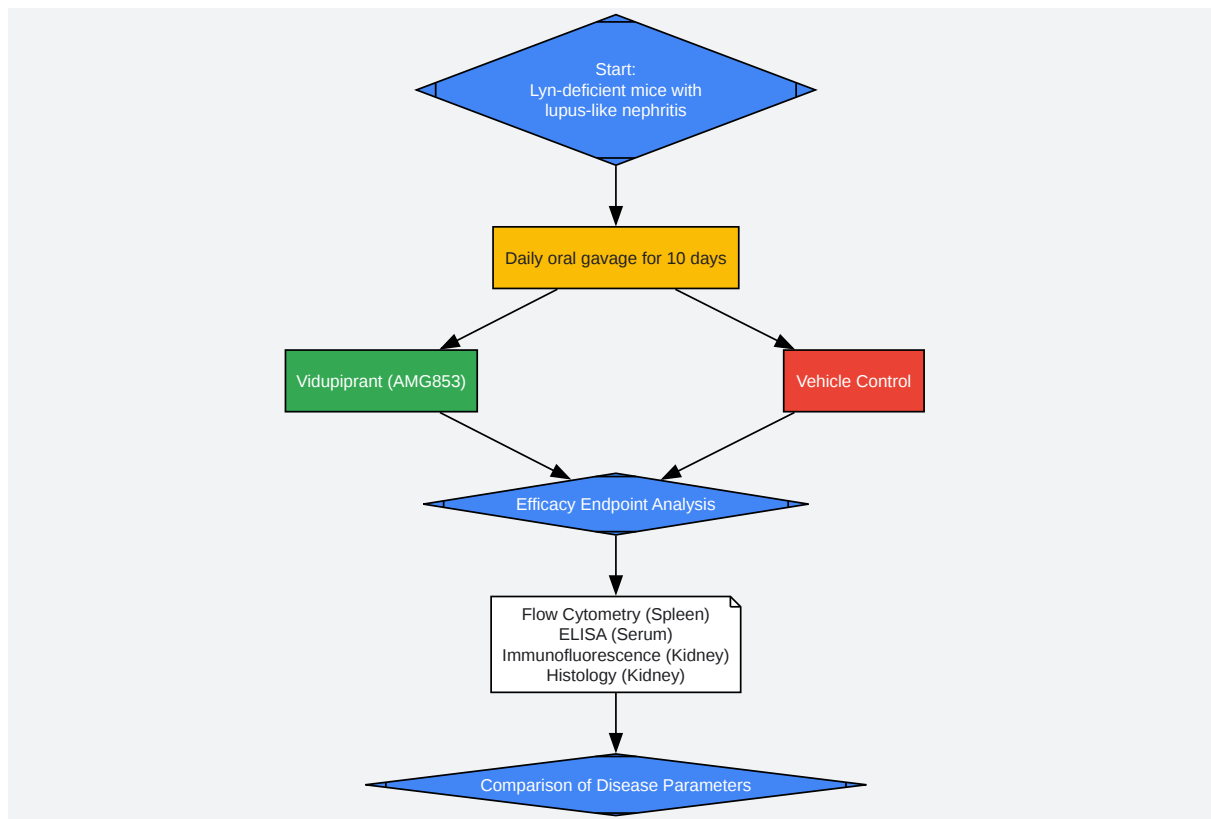 Start:
Lyn-deficient mice with
lupus-like nephritis
Daily oral gavage for 10 days
Vidupiprant (AMG853)
Vehicle Control
Efficacy Endpoint Analysis
Flow Cytometry (Spleen)
ELISA (Serum)
Immunofluorescence (Kidney)
Histology (Kidney)
Comparison of Disease Parameters